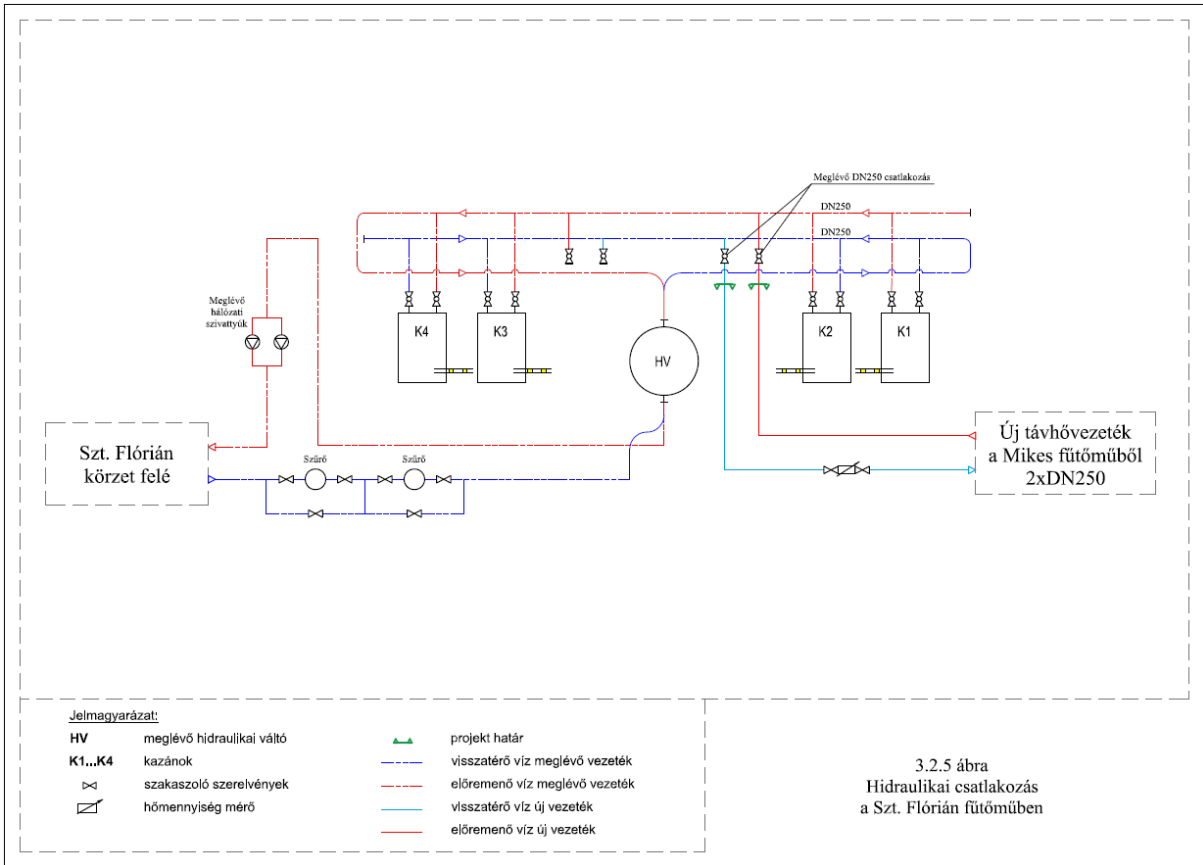 Meglévő DN250 csatlakozás
DN250
DN250
Meglévő
hálózati
szivattyúk
K4
K3
HV
K2
K1
Szt. Flórián
körzet felé
Szűrő
Szűrő
Új távhővezeték
a Mikes fűtőműből
2xDN250
Jelmagyarázat:
HV meglévő hidraulikai váltó
K1...K4 kazánok
szakaszoló szerelvények
hőmennyiség mérő
projekt határ
visszatérő víz meglévő vezeték
előremenő víz meglévő vezeték
visszatérő víz új vezeték
előremenő víz új vezeték
3.2.5 ábra
Hidraulikai csatlakozás
a Szt. Flórián fűtőműben